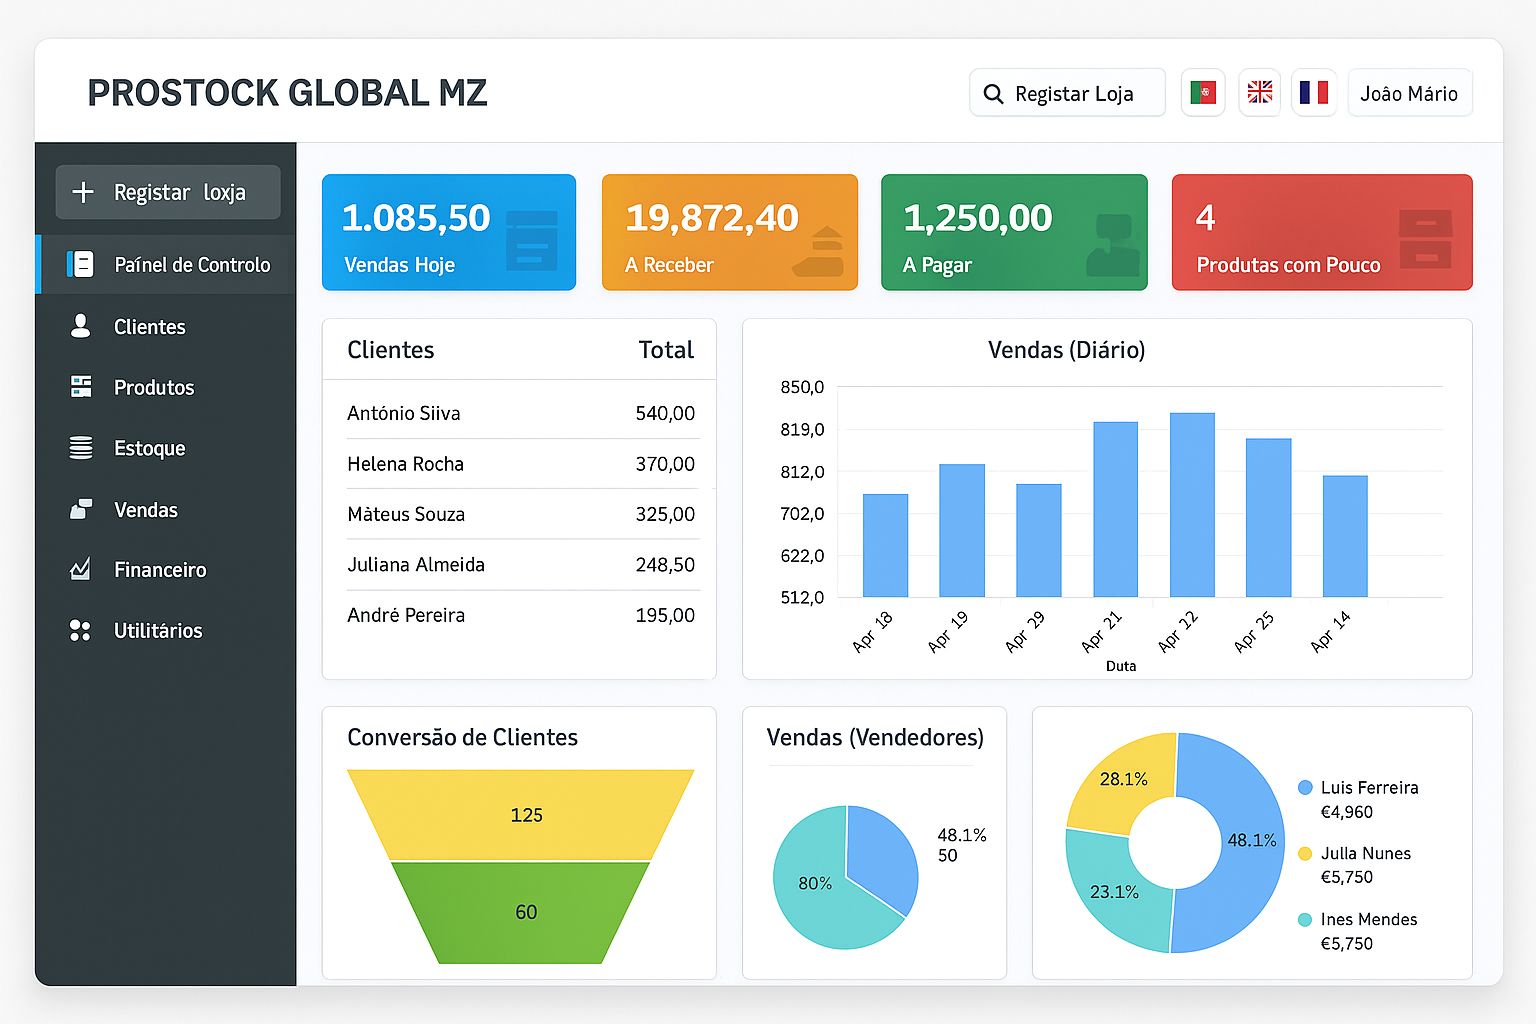 PROSTOCK GLOBAL MZ
Registar Loja
Joâo Mário
Registar loxja
Paínel de Controlo
Clientes
Produtos
Estoque
Vendas
Financeiro
Utilitários
1.085,50
Vendas Hoje
19,872,40
A Receber
1,250,00
A Pagar
4
Produtas com Pouco
Clientes Total
António Siiva 540,00
Helena Rocha 370,00
Màteus Souza 325,00
Juliana Almeida 248,50
André Pereira 195,00
Vendas (Diário)
850,0
819,0
812,0
702,0
622,0
512,0
Apr 18
Apr 19
Apr 29
Apr 21
Apr 12
Apr 25
Apr 14
Duta
Conversão de Clientes
125
60
Vendas (Vendedores)
80%
48.1%
50
28.1%
48.1%
23.1%
Luis Ferreira
€4,960
Julla Nunes
€5,750
Ines Mendes
€5,750